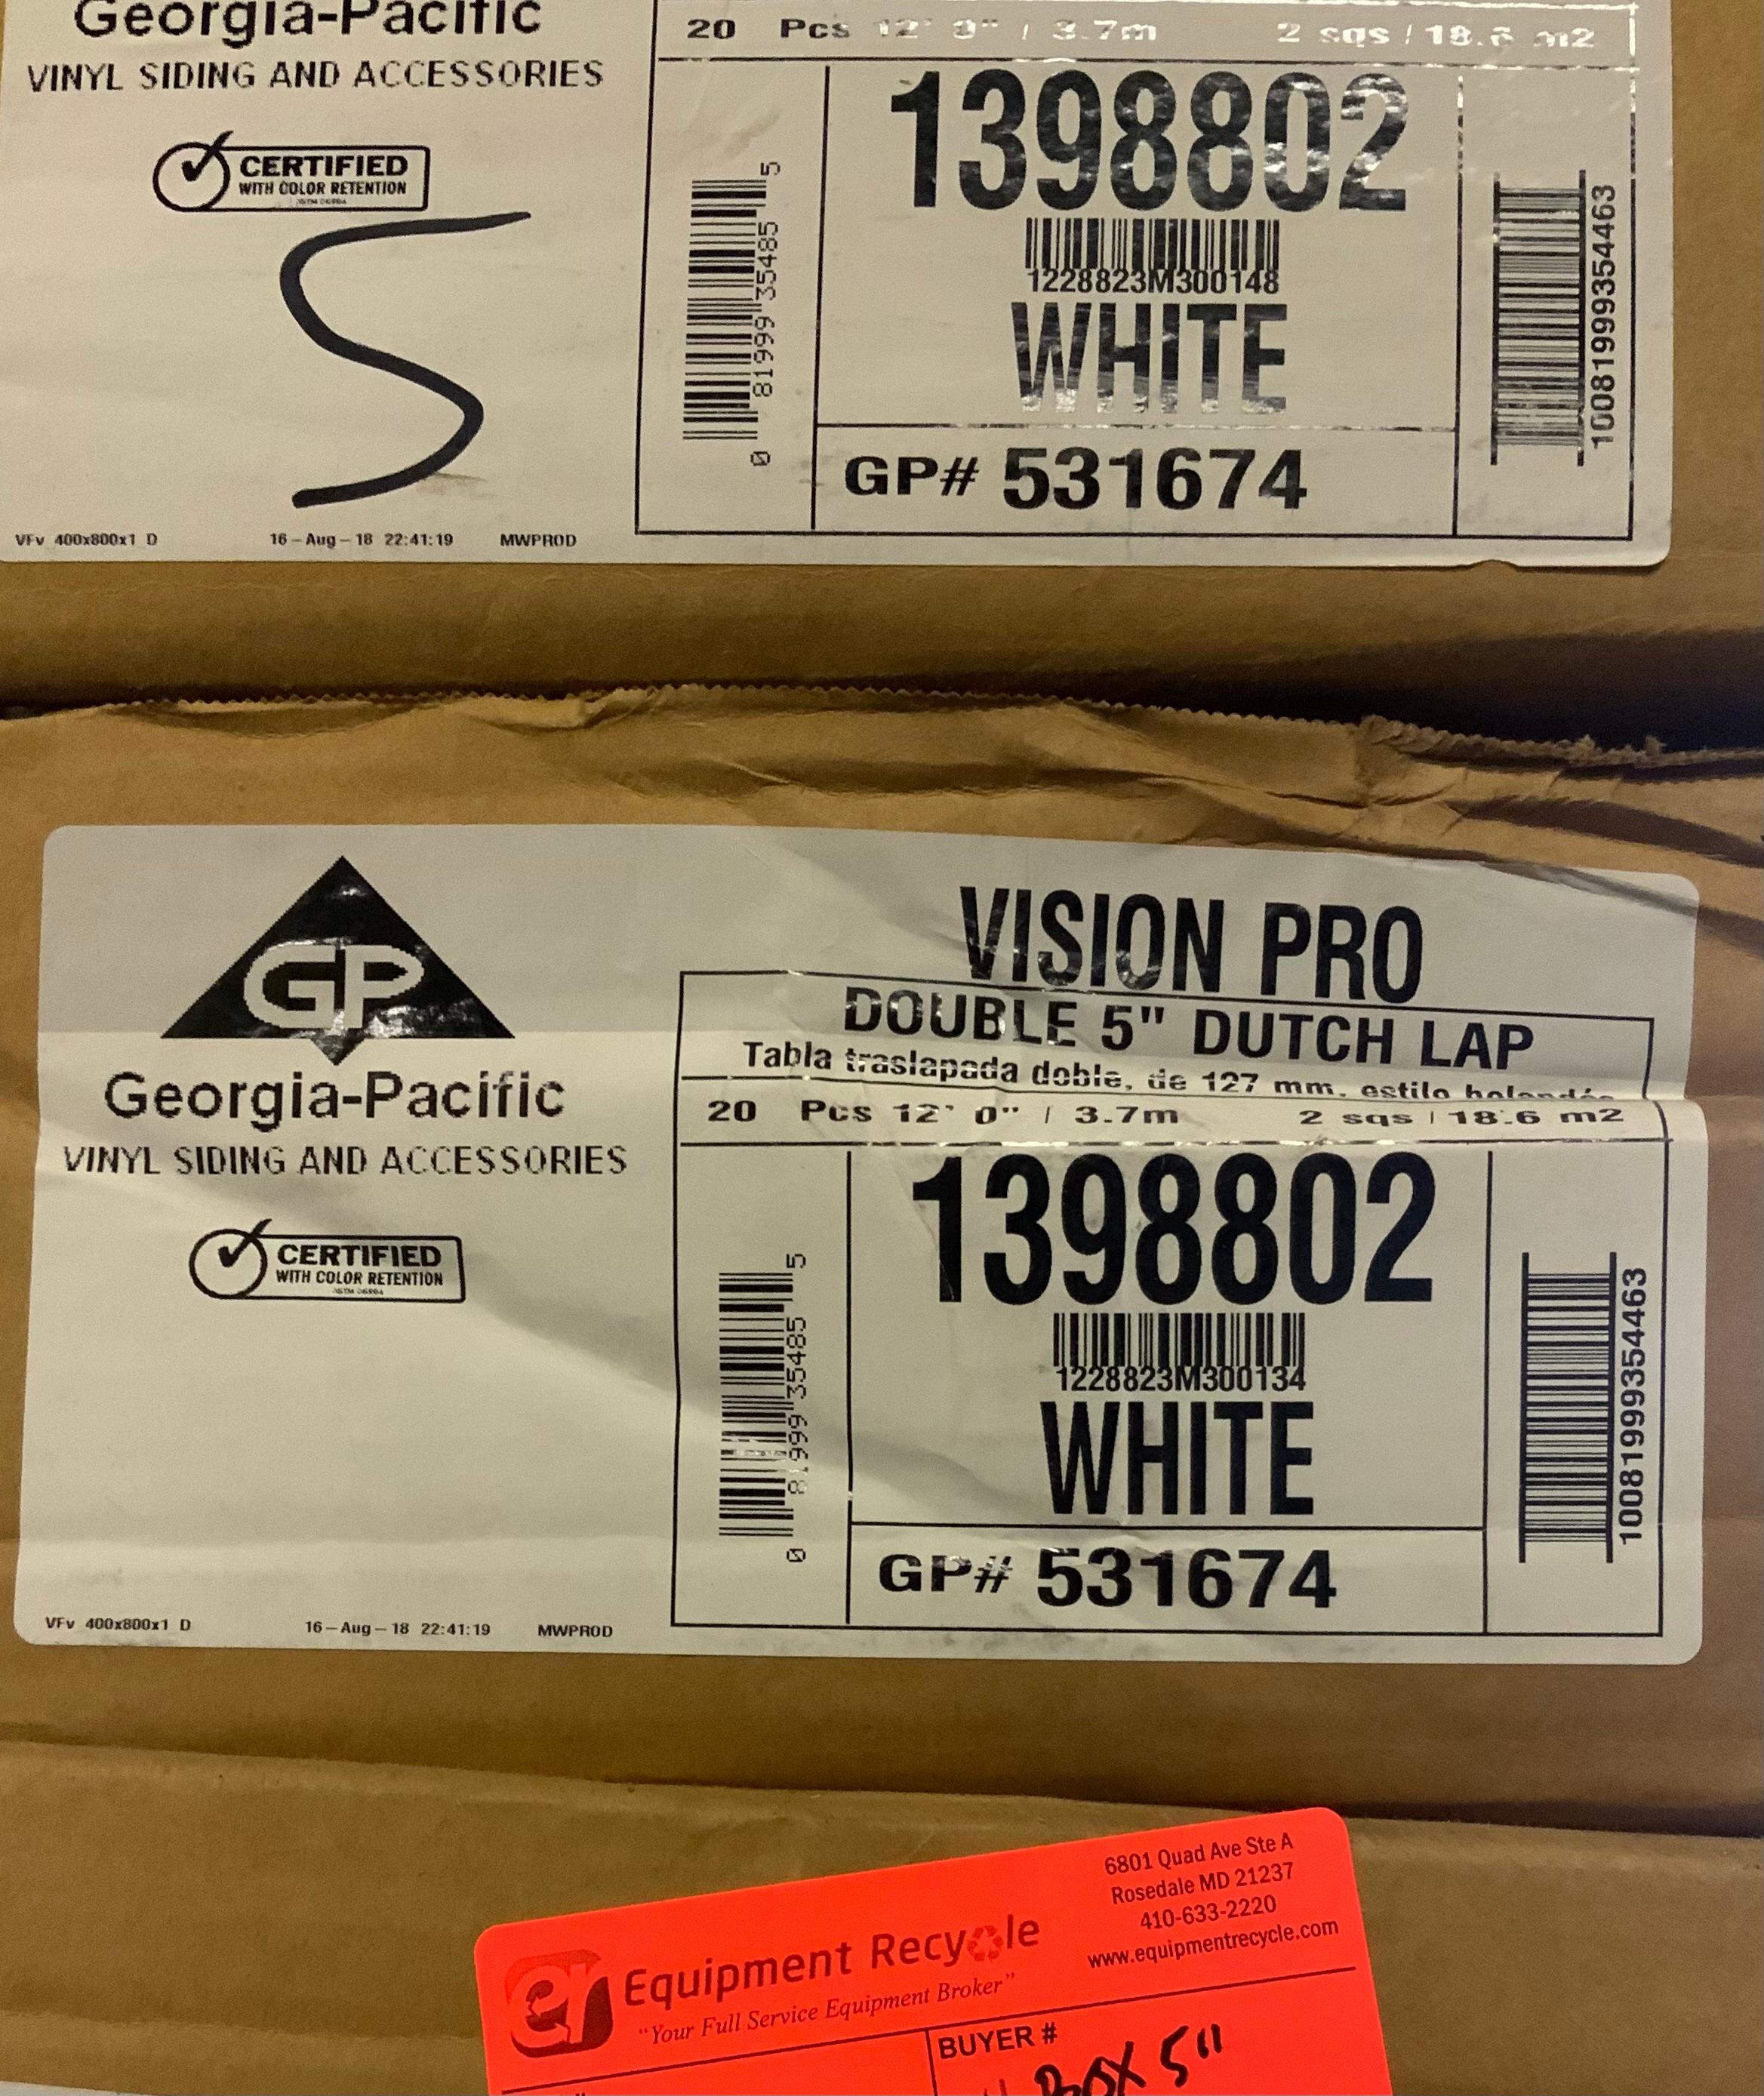 Georgia-Pacific
VINYL SIDING AND ACCESSORIES
CERTIFIED
WITH COLOR RETENTION
S
VFv 400x800x1 D 16-Aug-18 22:41:19 MWPROD
20 Pcs 12' 0" / 3.7m 2 sqs / 18.6 m2
0 81999 35485 5
1398802
1228823M300148
WHITE
GP# 531674
10081999354463
GP
Georgia-Pacific
VINYL SIDING AND ACCESSORIES
CERTIFIED
WITH COLOR RETENTION
VFv 400x800x1 D 16-Aug-18 22:41:19 MWPROD
VISION PRO
DOUBLE 5" DUTCH LAP
Tabla traslapada doble, de 127 mm, estilo holandés
20 Pcs 12' 0" / 3.7m 2 sqs / 18.6 m2
0 81999 35485 5
1398802
1228823M300134
WHITE
GP# 531674
10081999354463
6801 Quad Ave Ste A
Rosedale MD 21237
410-633-2220
www.equipmentrecycle.com
er Equipment Recycle
"Your Full Service Equipment Broker"
BUYER #
BOX 5"